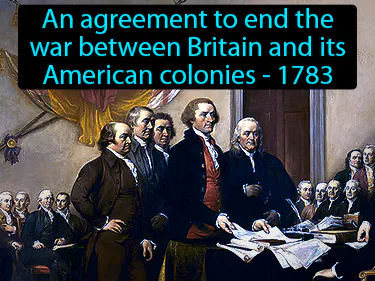 An agreement to end the
war between Britain and its
American colonies - 1783